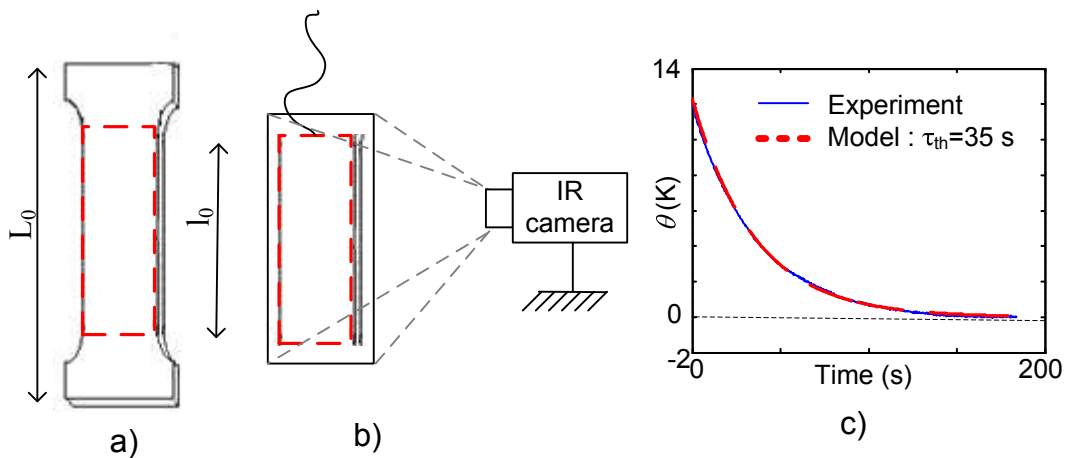 L0
a)
l0
b)
IR
camera
14
Experiment
Model : τth=35 s
θ (K)
0
-2
0
200
Time (s)
c)